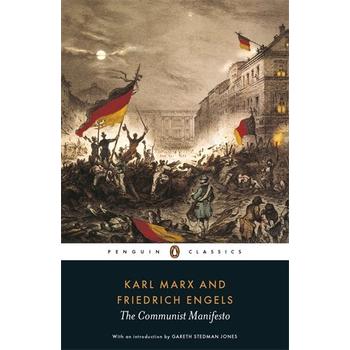 PENGUIN CLASSICS
KARL MARX AND
FRIEDRICH ENGELS
The Communist Manifesto
With an introduction by GARETH STEDMAN JONES